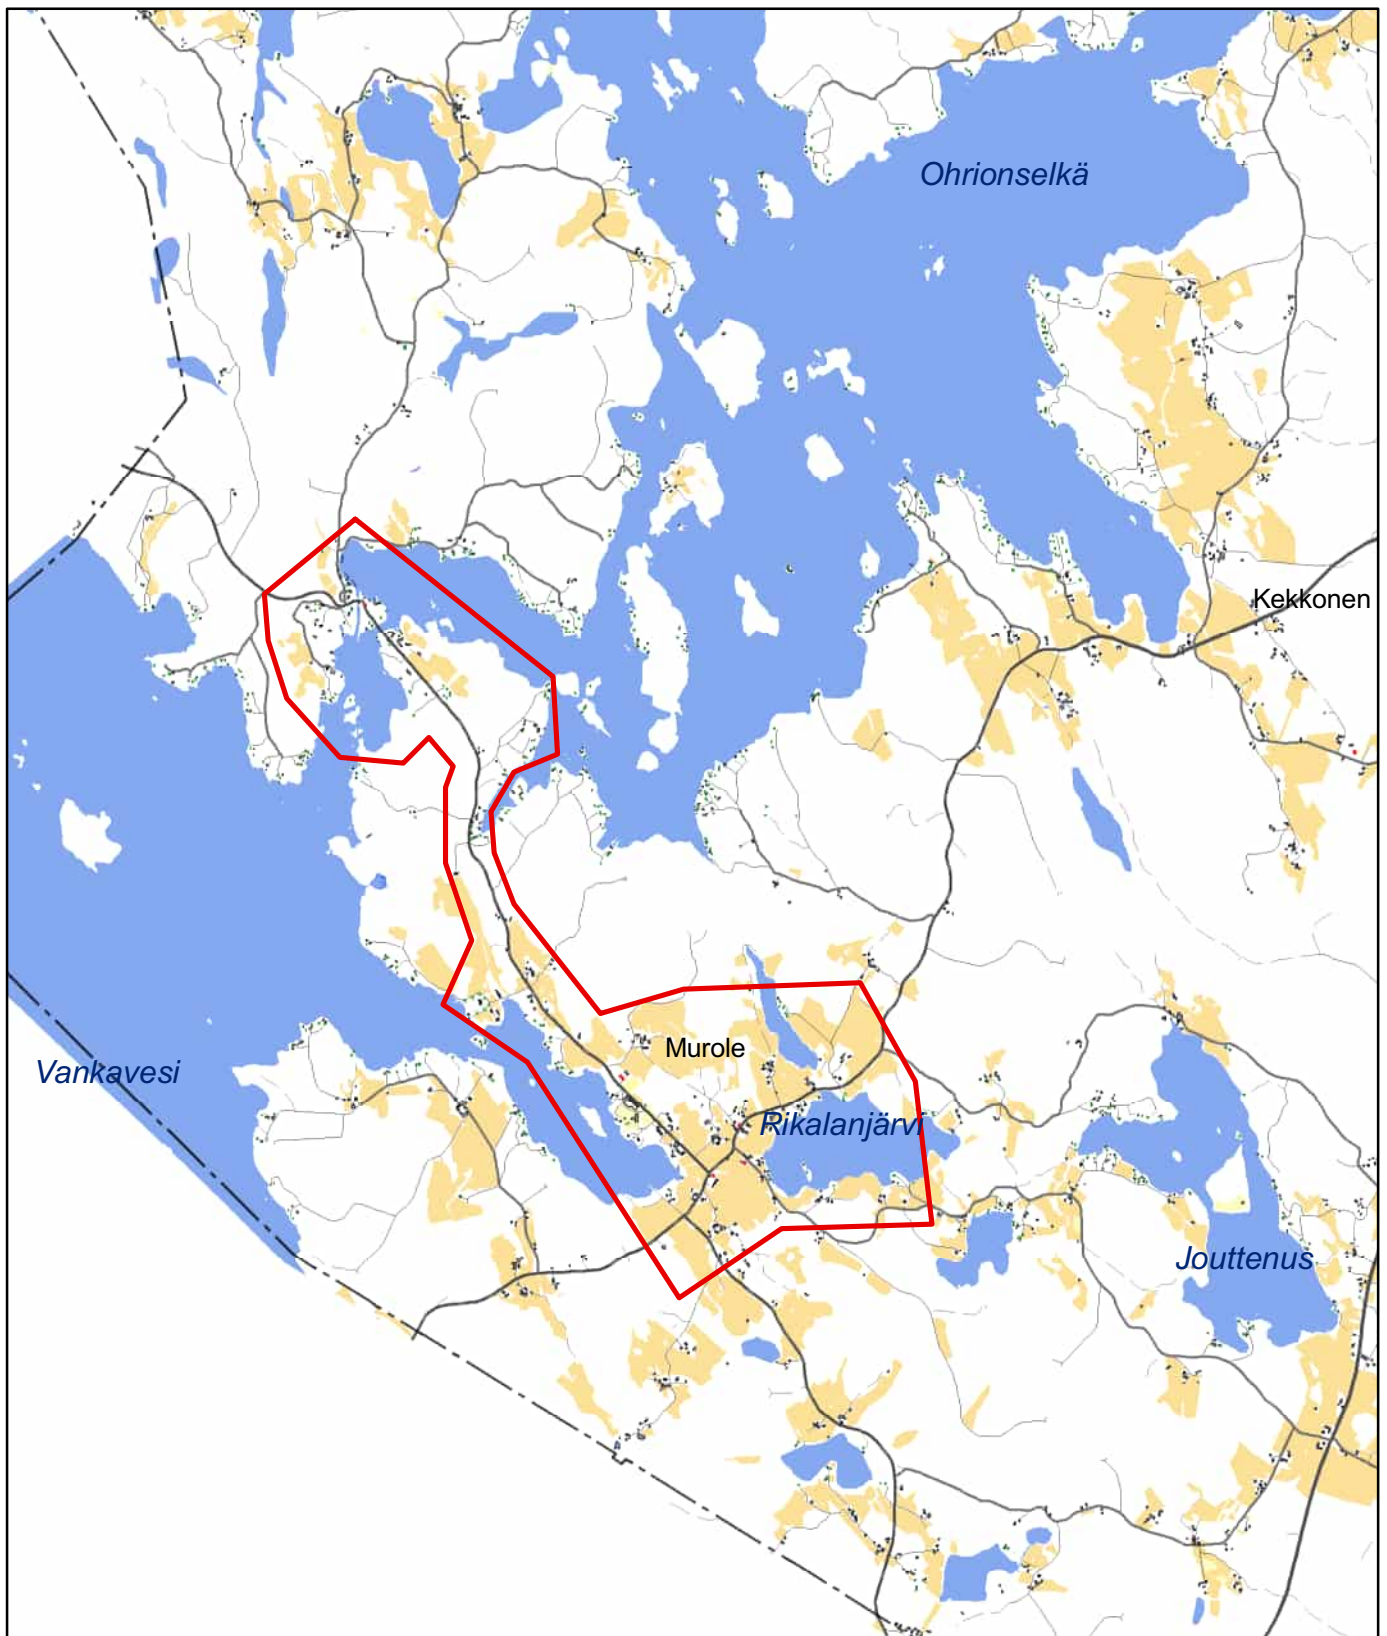 Ohrionselkä
Kekkonen
Murole
Vankavesi
Rikalanjärvi
Jouttenus